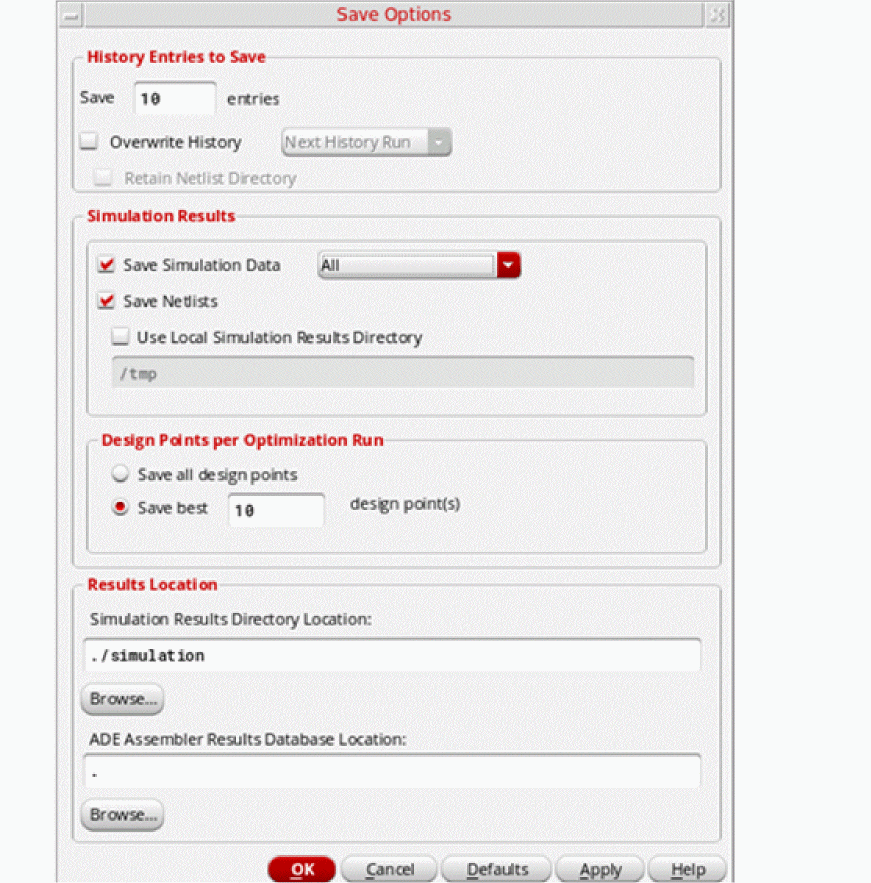 Save Options
History Entries to Save
Save 10 entries
Overwrite History Next History Run
Retain Netlist Directory
Simulation Results
Save Simulation Data All
Save Netlists
Use Local Simulation Results Directory
/tmp
Design Points per Optimization Run
Save all design points
Save best 10 design point(s)
Results Location
Simulation Results Directory Location:
./simulation
Browse...
ADE Assembler Results Database Location:
.
Browse...
OK Cancel Defaults Apply Help